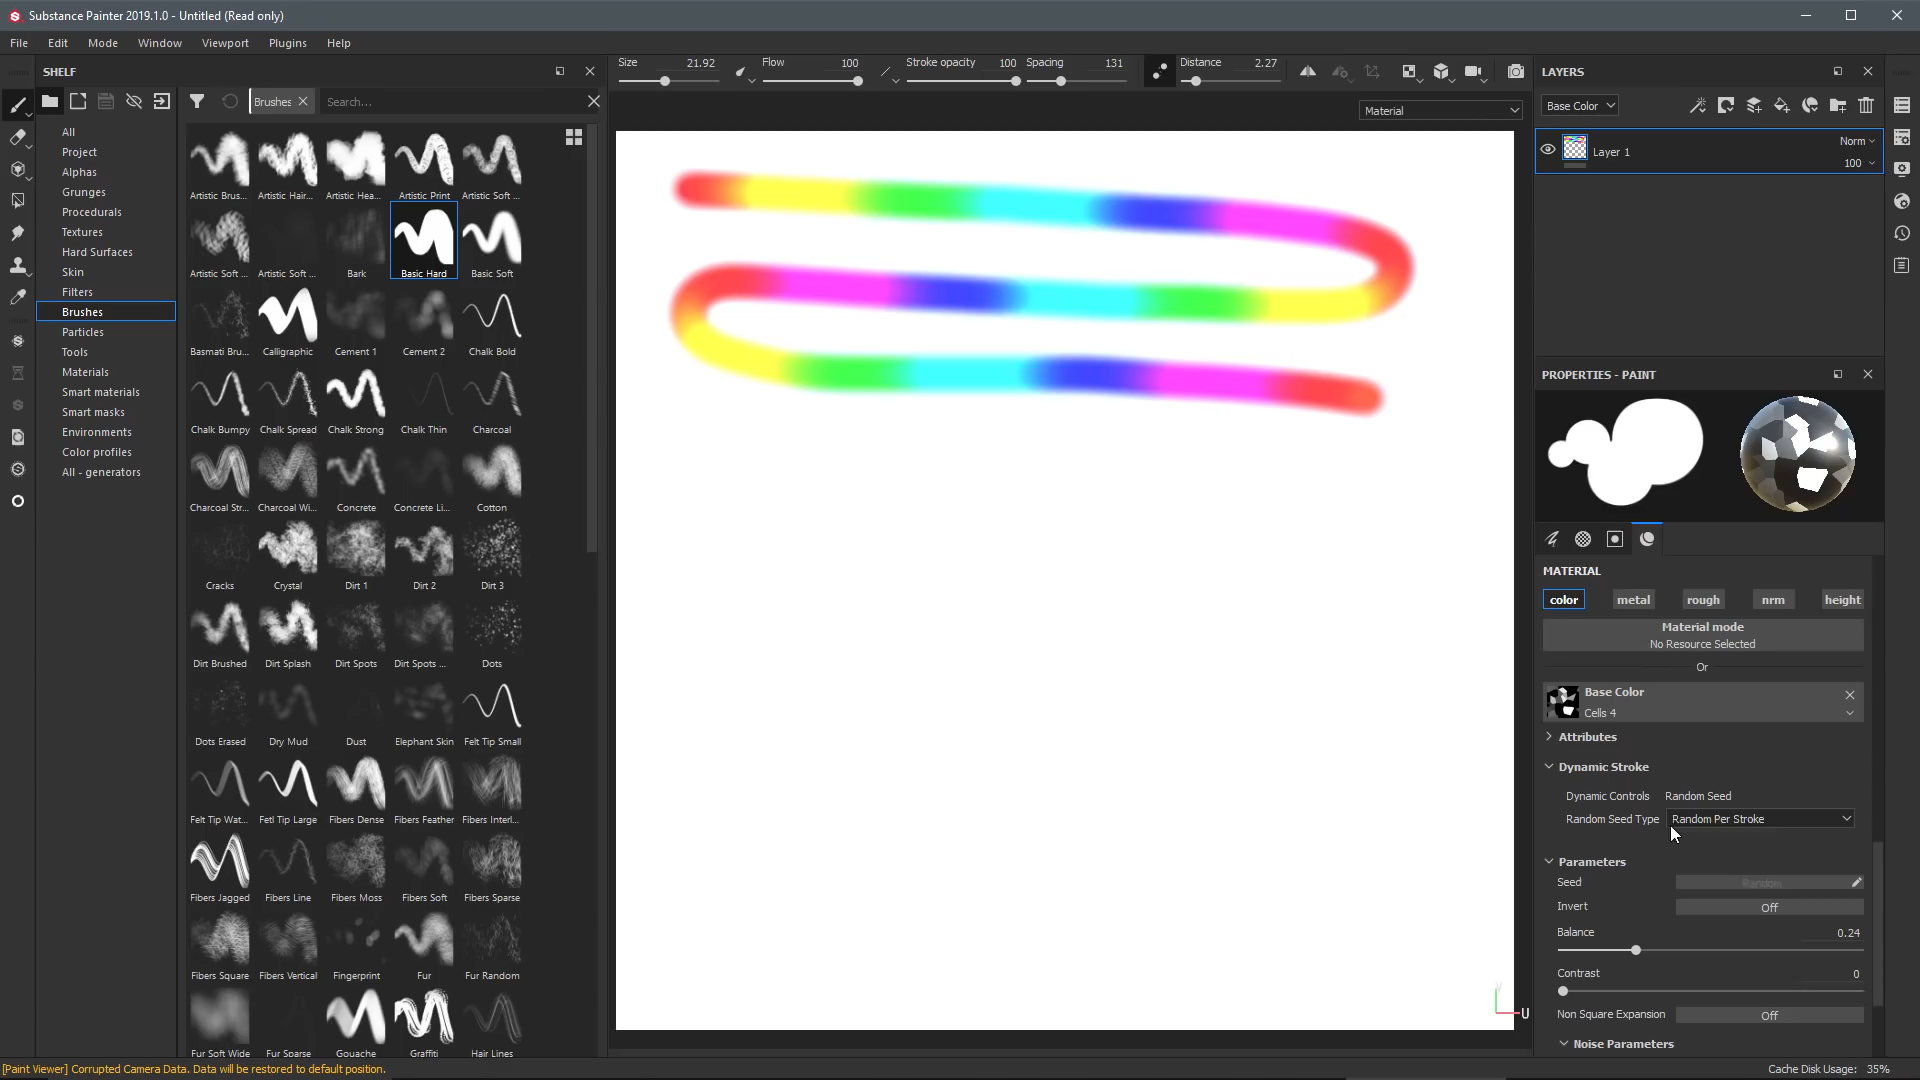 Substance Painter 2019.1.0 - Untitled (Read only)
File Edit Mode Window Viewport Plugins Help
SHELF
Size 21.92 Flow 100 Stroke opacity 100 Spacing 131 Distance 2.27
Material
Brushes Search...
All
Project
Alphas
Grunges
Procedurals
Textures
Hard Surfaces
Skin
Filters
Brushes
Particles
Tools
Materials
Smart materials
Smart masks
Environments
Color profiles
All - generators
Artistic Brus... Artistic Hair... Artistic Hea... Artistic Print Artistic Soft ...
Artistic Soft ... Artistic Soft ... Bark Basic Hard Basic Soft
Basmati Bru... Calligraphic Cement 1 Cement 2 Chalk Bold
Chalk Bumpy Chalk Spread Chalk Strong Chalk Thin Charcoal
Charcoal Str... Charcoal Wi... Concrete Concrete Li... Cotton
Cracks Crystal Dirt 1 Dirt 2 Dirt 3
Dirt Brushed Dirt Splash Dirt Spots Dirt Spots ... Dots
Dots Erased Dry Mud Dust Elephant Skin Felt Tip Small
Felt Tip Wat... Fetl Tip Large Fibers Dense Fibers Feather Fibers Interl...
Fibers Jagged Fibers Line Fibers Moss Fibers Soft Fibers Sparse
Fibers Square Fibers Vertical Fingerprint Fur Fur Random
Fur Soft Wide Fur Sparse Gouache Graffiti Hair Lines
U
LAYERS
Base Color
Layer 1
Norm
100
PROPERTIES - PAINT
MATERIAL
color metal rough nrm height
Material mode
No Resource Selected
Or
Base Color
Cells 4
Attributes
Dynamic Stroke
Dynamic Controls Random Seed
Random Seed Type Random Per Stroke
Parameters
Seed Random
Invert Off
Balance 0.24
Contrast 0
Non Square Expansion Off
Noise Parameters
[Paint Viewer] Corrupted Camera Data. Data will be restored to default position.
Cache Disk Usage: 35%